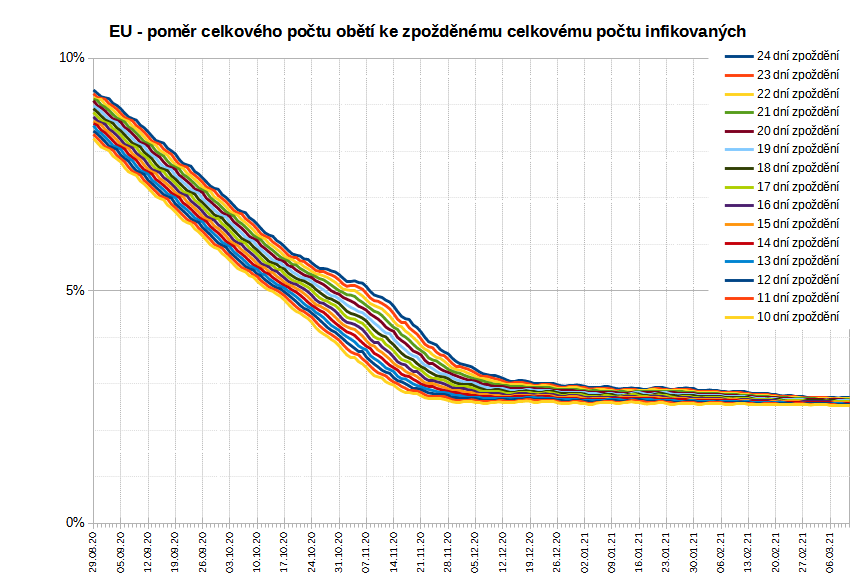 EU - poměr celkového počtu obětí ke zpožděnému celkovému počtu infikovaných
10%
5%
0%
24 dní zpoždění
23 dní zpoždění
22 dní zpoždění
21 dní zpoždění
20 dní zpoždění
19 dní zpoždění
18 dní zpoždění
17 dní zpoždění
16 dní zpoždění
15 dní zpoždění
14 dní zpoždění
13 dní zpoždění
12 dní zpoždění
11 dní zpoždění
10 dní zpoždění
29.08.20
05.09.20
12.09.20
19.09.20
26.09.20
03.10.20
10.10.20
17.10.20
24.10.20
31.10.20
07.11.20
14.11.20
21.11.20
28.11.20
05.12.20
12.12.20
19.12.20
26.12.20
02.01.21
09.01.21
16.01.21
23.01.21
30.01.21
06.02.21
13.02.21
20.02.21
27.02.21
06.03.21